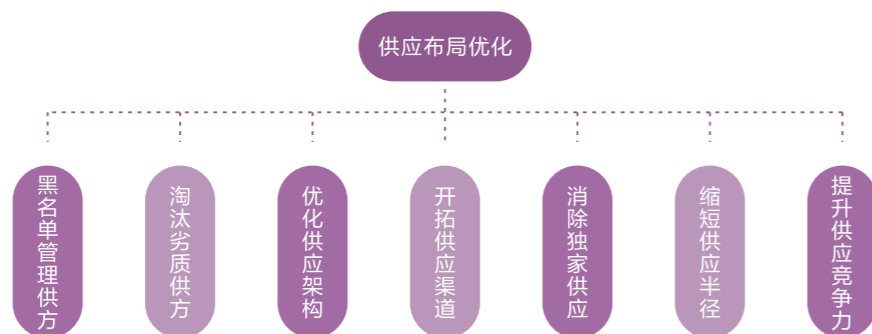 供应布局优化
黑名单管理供方
淘汰劣质供方
优化供应架构
开拓供应渠道
消除独家供应
缩短供应半径
提升供应竞争力